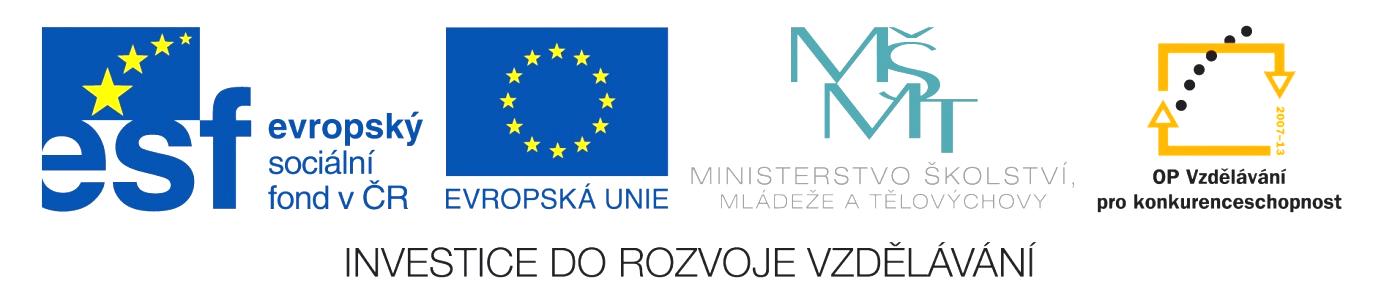 esf
evropský
sociální
fond v ČR
EVROPSKÁ UNIE
MŠ
MT
MINISTERSTVO ŠKOLSTVÍ,
MLÁDEŽE A TĚLOVÝCHOVY
2007-13
OP Vzdělávání
pro konkurenceschopnost
INVESTICE DO ROZVOJE VZDĚLÁVÁNÍ